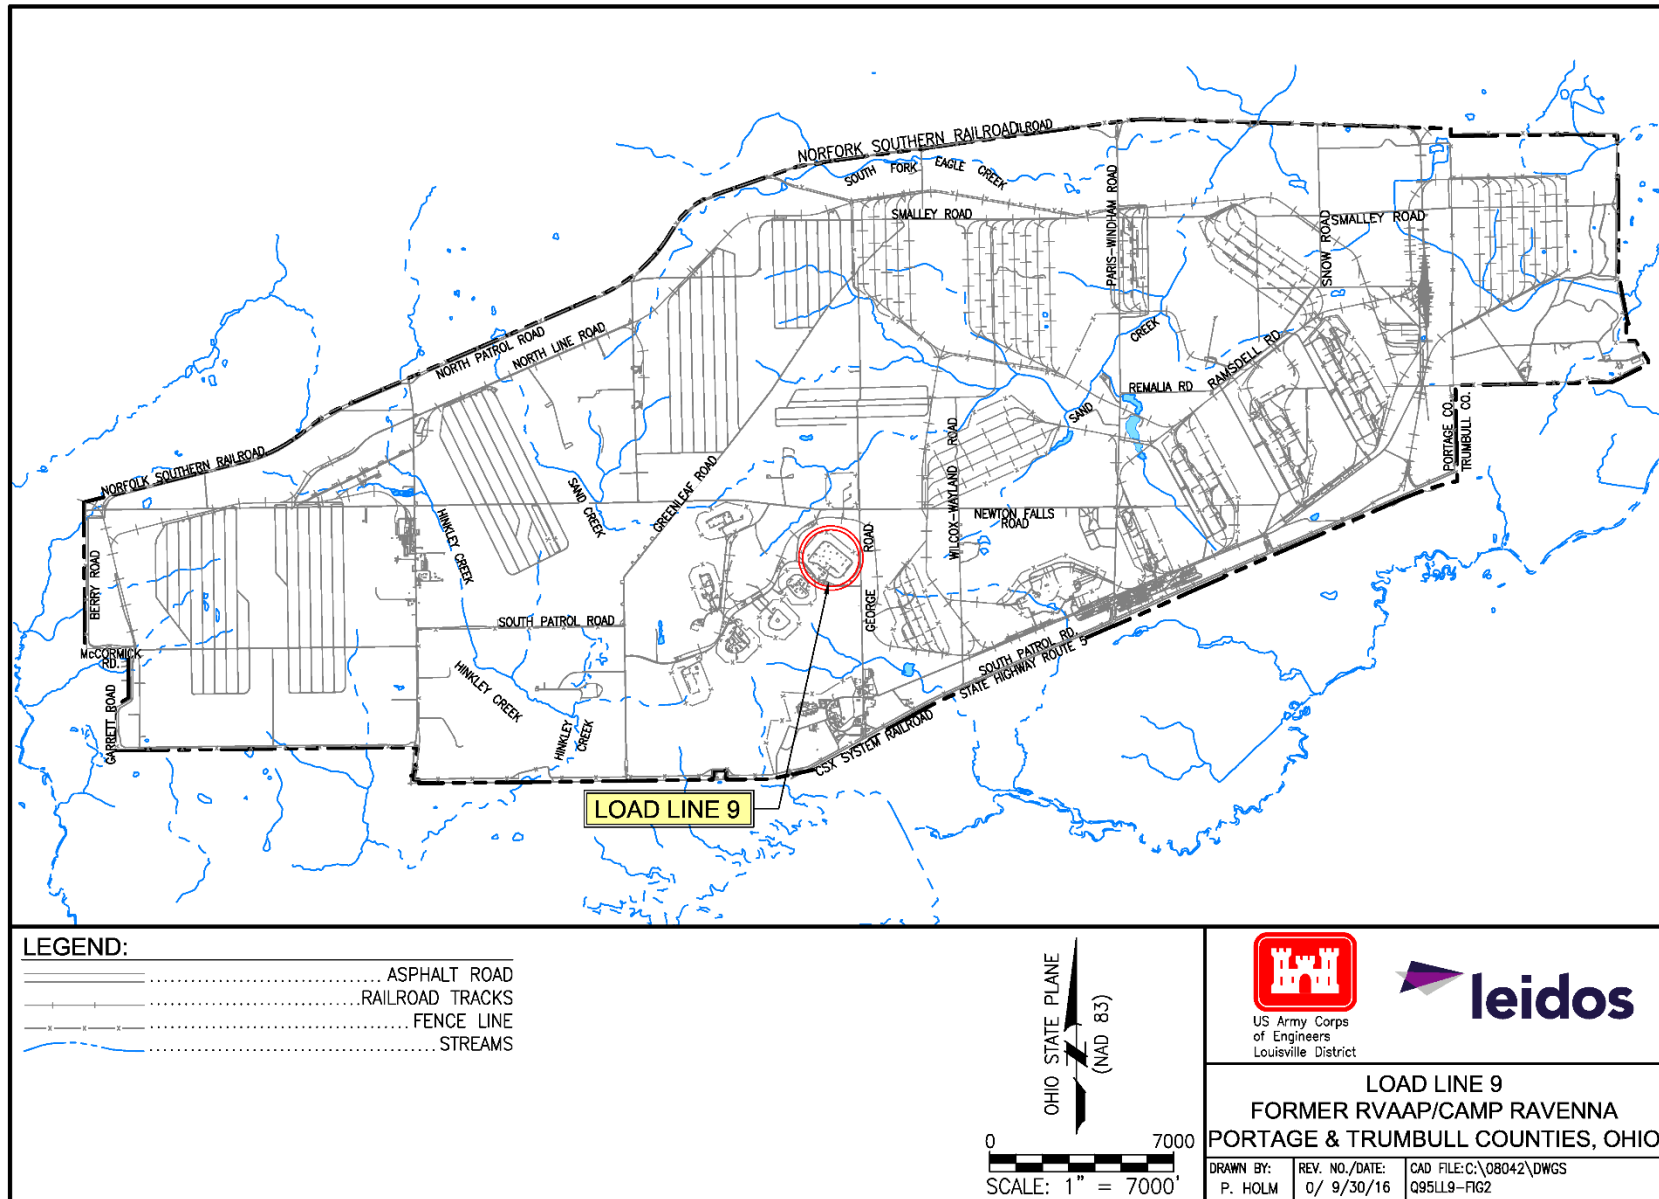 NORFORK SOUTHERN RAILROAD
ILROAD
SOUTH FORK EAGLE CREEK
SMALLEY ROAD
PARIS-WINDHAM ROAD
SNOW ROAD
SMALLEY ROAD
NORTH PATROL ROAD
NORTH LINE ROAD
CREEK
RAMSDELL RD.
REMALIA RD
SAND
PORTAGE CO.
TRUMBULL CO.
NORFOLK SOUTHERN RAILROAD
SAND CREEK
GREENLEAF ROAD
HINKLEY CREEK
WILCOX-WAYLAND ROAD
NEWTON FALLS
ROAD
GEORGE ROAD
BERRY ROAD
SOUTH PATROL ROAD
McCORMICK
RD.
GARRETT ROAD
HINKLEY CREEK
HINKLEY
CREEK
SOUTH PATROL RD.
STATE HIGHWAY ROUTE 5
CSX SYSTEM RAILROAD
LOAD LINE 9
LEGEND:
ASPHALT ROAD
RAILROAD TRACKS
FENCE LINE
STREAMS
OHIO STATE PLANE
(NAD 83)
0 7000
SCALE: 1" = 7000'
US Army Corps
of Engineers
Louisville District
leidos
LOAD LINE 9
FORMER RVAAP/CAMP RAVENNA
PORTAGE & TRUMBULL COUNTIES, OHIO
DRAWN BY:
P. HOLM
REV. NO./DATE:
0/ 9/30/16
CAD FILE:C:\08042\DWGS
Q95LL9-FIG2